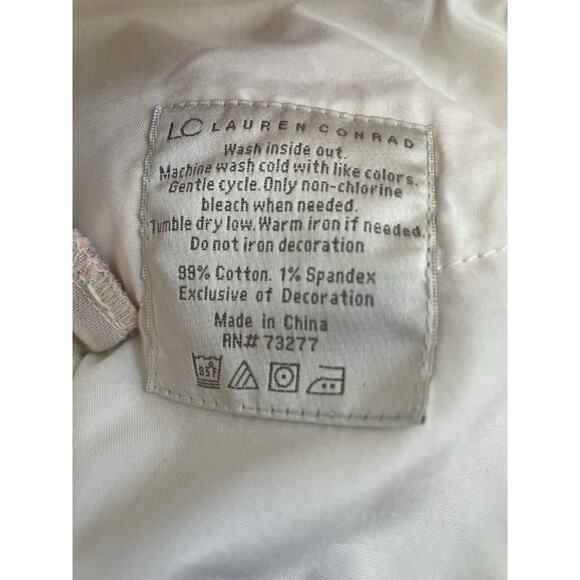 LC LAUREN CONRAD
Wash inside out.
Machine wash cold with like colors.
Gentle cycle. Only non-chlorine
bleach when needed.
Tumble dry low. Warm iron if needed.
Do not iron decoration
99% Cotton. 1% Spandex
Exclusive of Decoration
Made in China
RN# 73277
85°F